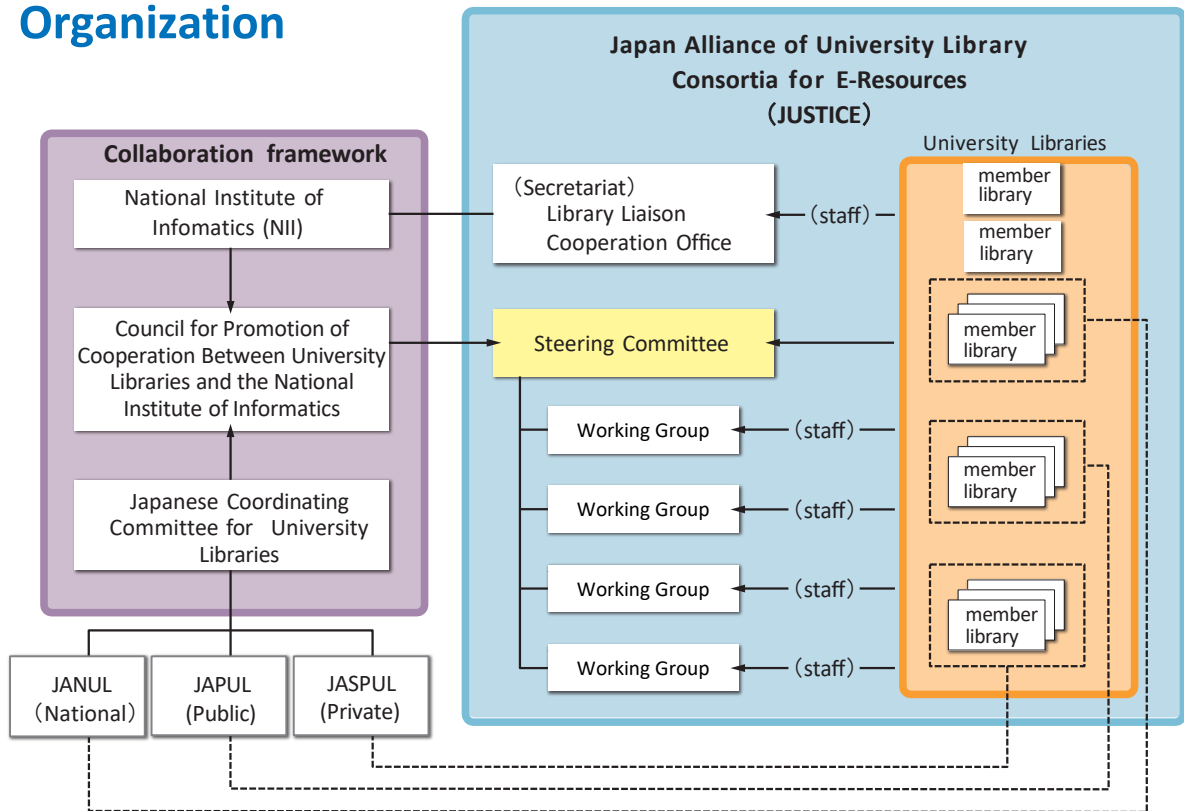 Organization
Japan Alliance of University Library
Consortia for E-Resources
（JUSTICE）
Collaboration framework
National Institute of
Infomatics (NII)
Council for Promotion of
Cooperation Between University
Libraries and the National
Institute of Informatics
Japanese Coordinating
Committee for University
Libraries
JANUL
（National）
JAPUL
(Public)
JASPUL
(Private)
（Secretariat）
Library Liaison
Cooperation Office
（staff）
Steering Committee
Working Group
（staff）
Working Group
（staff）
Working Group
（staff）
Working Group
（staff）
University Libraries
member
library
member
library
member
library
member
library
member
library